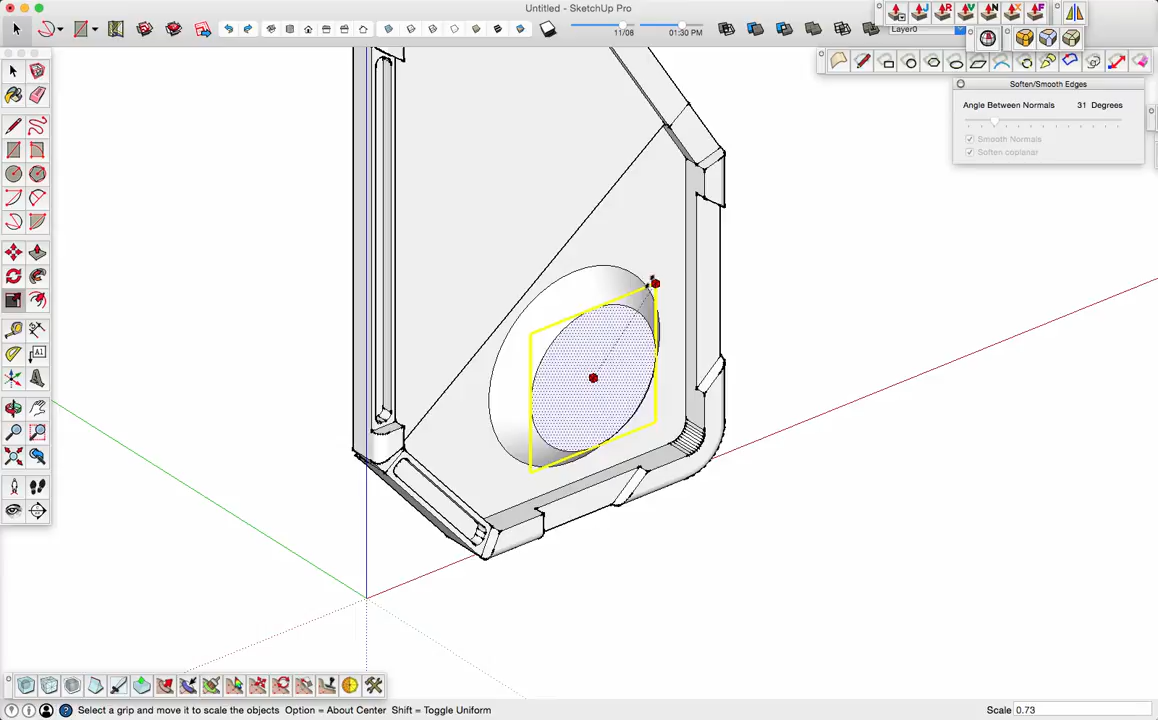 Untitled - SketchUp Pro
11/08
01:30 PM
Layer0
J
R
V
N
X
F
Soften/Smooth Edges
Angle Between Normals 31 Degrees
Smooth Normals
Soften coplanar
A1
Select a grip and move it to scale the objects Option = About Center Shift = Toggle Uniform
Scale 0.73